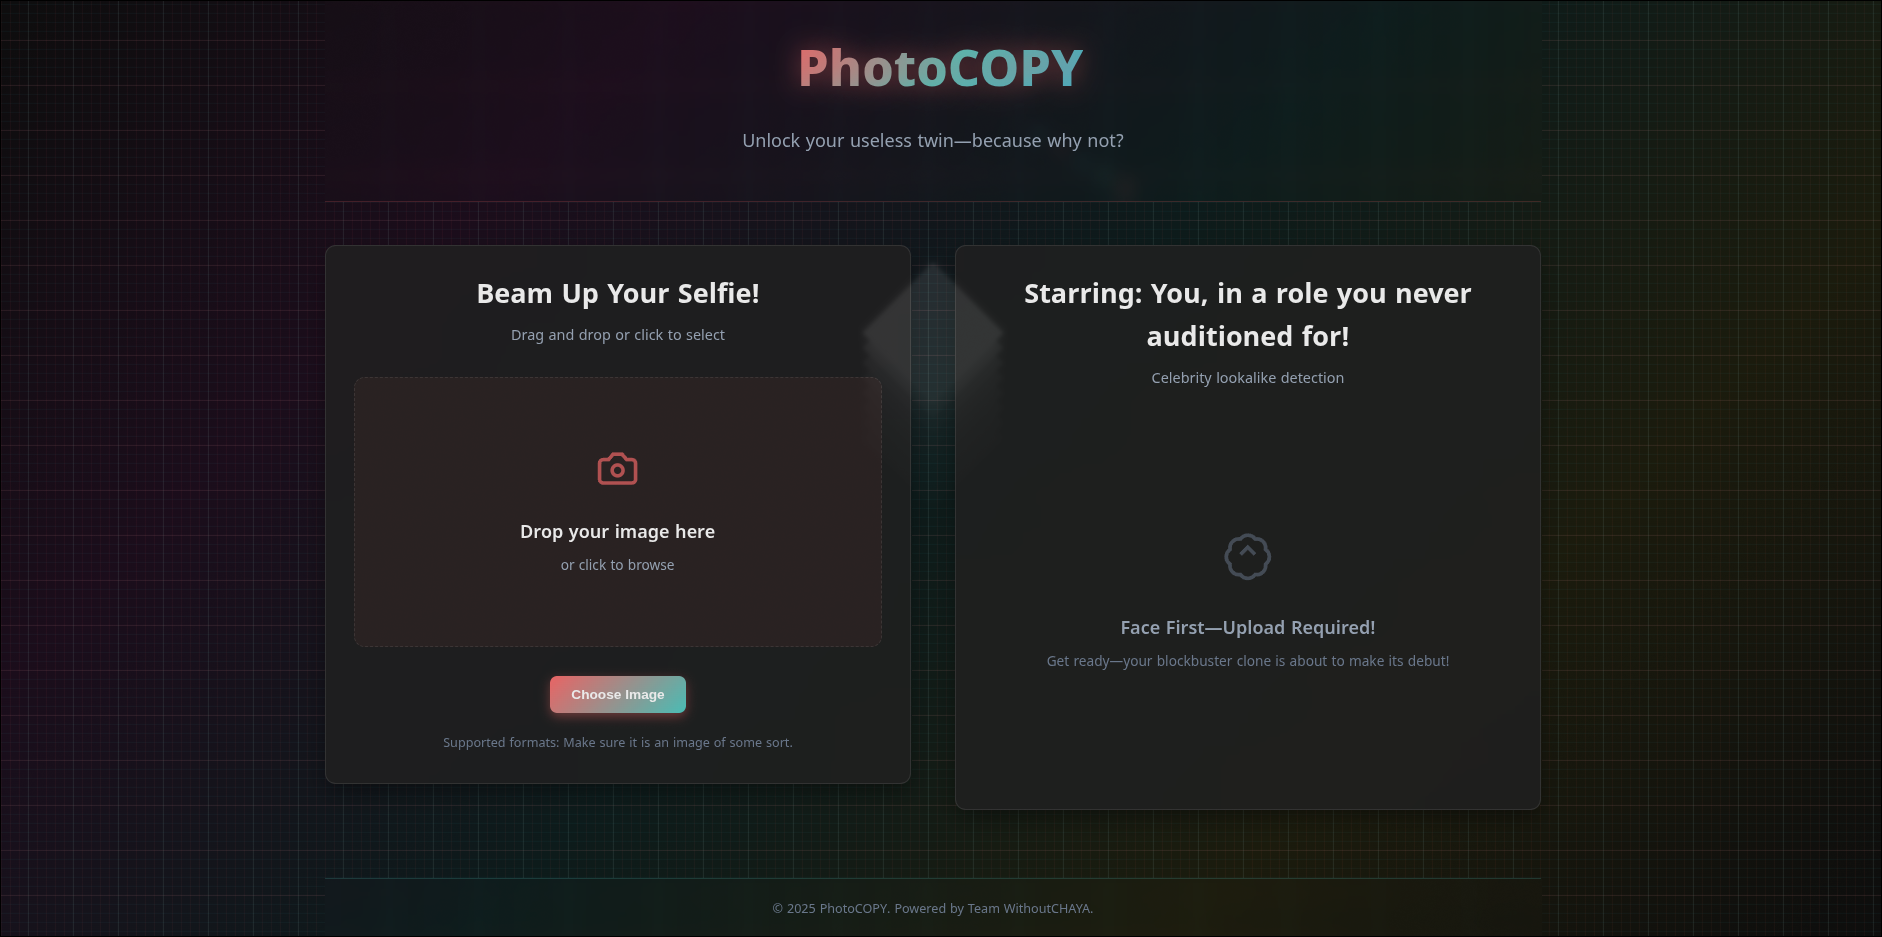 PhotoCOPY
Unlock your useless twin—because why not?
Beam Up Your Selfie!
Drag and drop or click to select
Drop your image here
or click to browse
Choose Image
Supported formats: Make sure it is an image of some sort.
Starring: You, in a role you never
auditioned for!
Celebrity lookalike detection
Face First—Upload Required!
Get ready—your blockbuster clone is about to make its debut!
© 2025 PhotoCOPY. Powered by Team WithoutCHAYA.